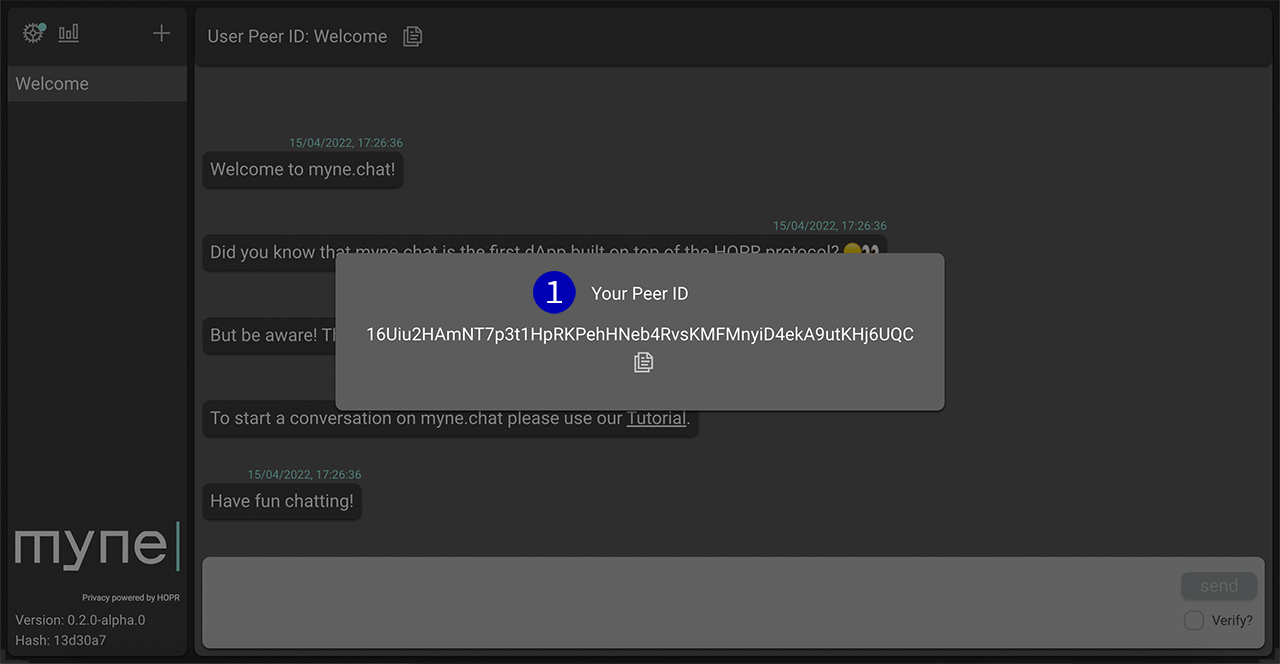 User Peer ID: Welcome
Welcome
15/04/2022, 17:26:36
Welcome to myne.chat!
15/04/2022, 17:26:36
Did you know that myne.chat is the first dApp built on top of the HOPR protocol?
1 Your Peer ID
16Uiu2HAmNT7p3t1HpRKPehHNeb4RvsKMFMnyiD4ekA9utKHj6UQC
But be aware!
To start a conversation on myne.chat please use our Tutorial.
15/04/2022, 17:26:36
Have fun chatting!
myne
Privacy powered by HOPR
Version: 0.2.0-alpha.0
Hash: 13d30a7
send
Verify?